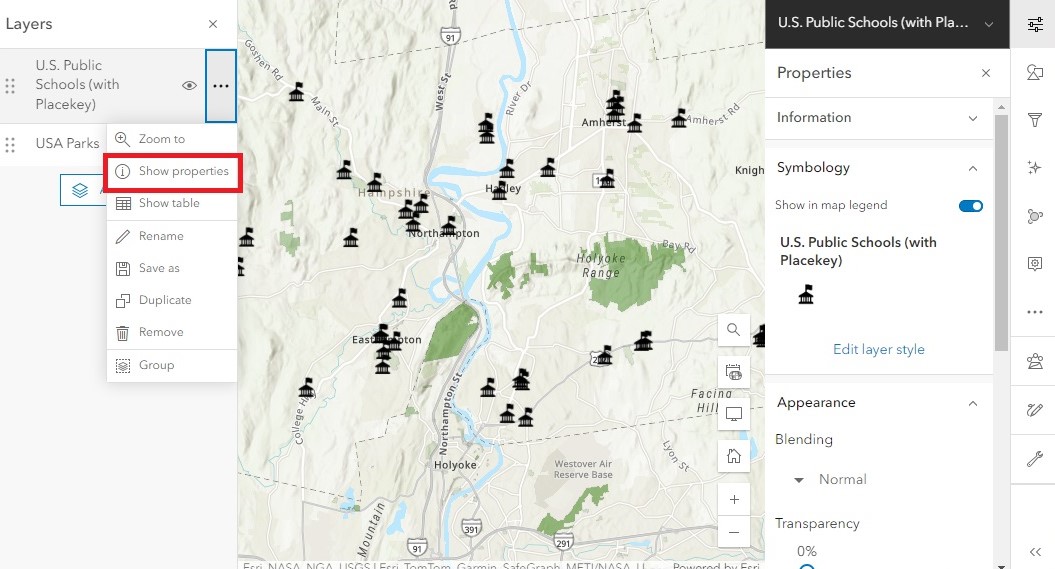 Layers
U.S. Public
Schools (with
Placekey)
USA Parks
Zoom to
Show properties
Show table
Rename
Save as
Duplicate
Remove
Group
91
Goshen Rd
Main St
West St
River Dr
Amherst
Amherst Rd
Hampshire
Hadley
Northampton
Bay Rd
Holyoke
Range
Easthampton
202
College Hwy
Northampton St
Facing
Hill
Lyon St
Holyoke
Westover Air
Reserve Base
Mountain
391
91
291
Esri, NASA, NGA, USGS | Esri, TomTom, Garmin, SafeGraph, METI/NASA, U...
Powered by Esri
U.S. Public Schools (with Pla...
Properties
Information
Symbology
Show in map legend
U.S. Public Schools (with
Placekey)
Edit layer style
Appearance
Blending
Normal
Transparency
0%